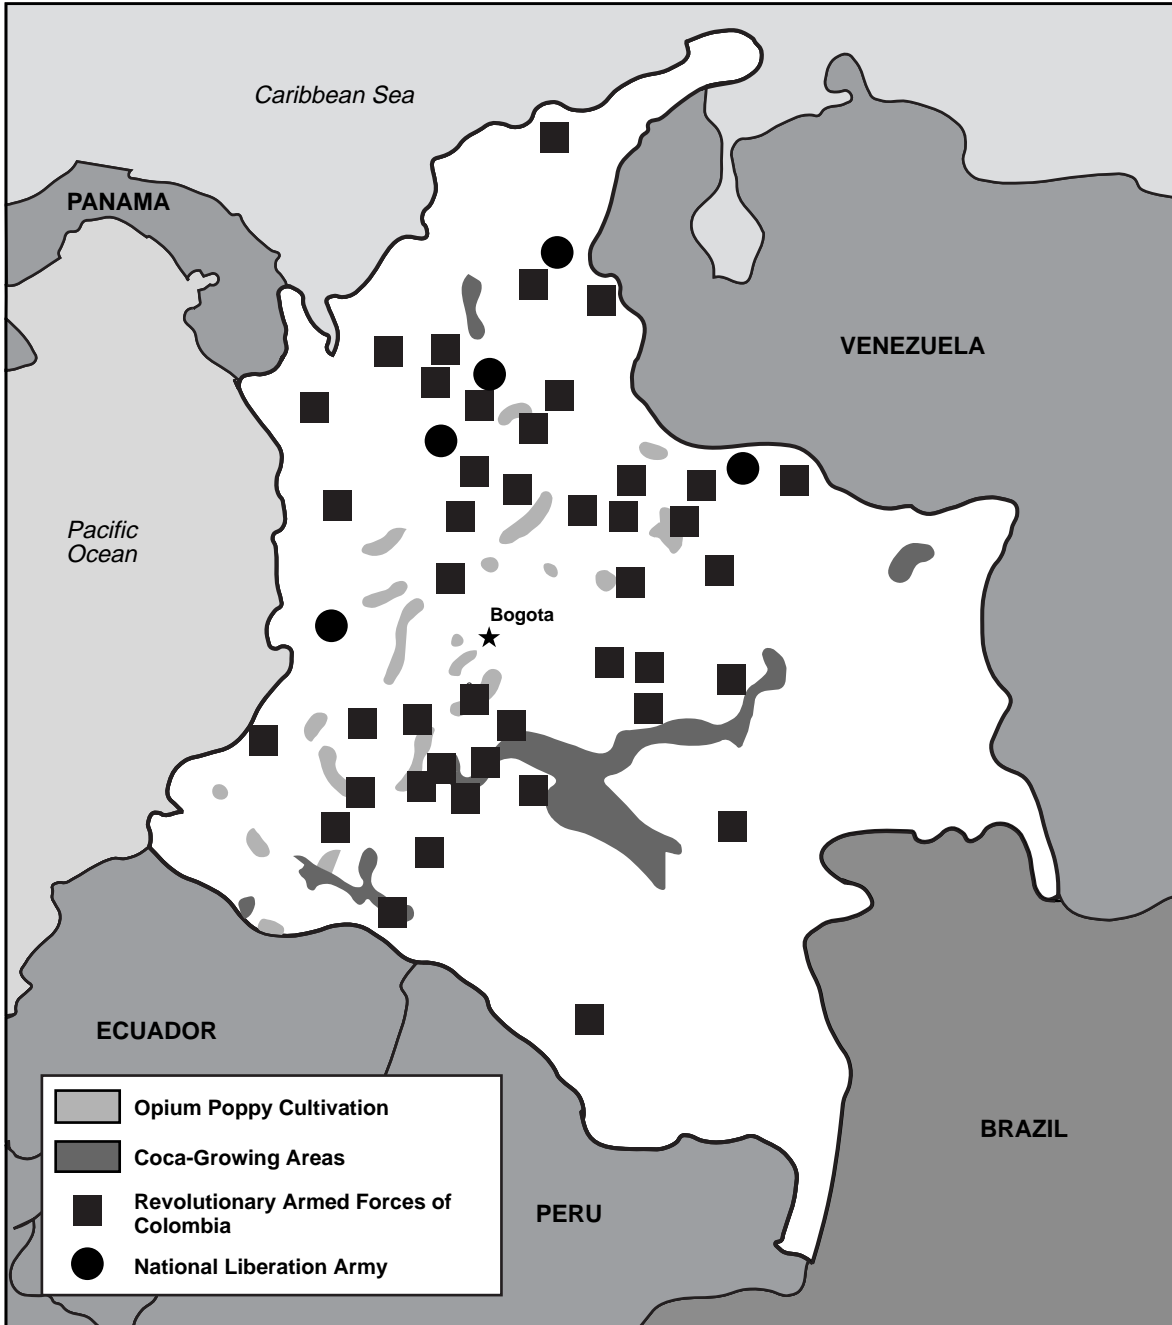 Caribbean Sea
PANAMA
VENEZUELA
Pacific
Ocean
Bogota
ECUADOR
Opium Poppy Cultivation
Coca-Growing Areas
Revolutionary Armed Forces of
Colombia
National Liberation Army
PERU
BRAZIL